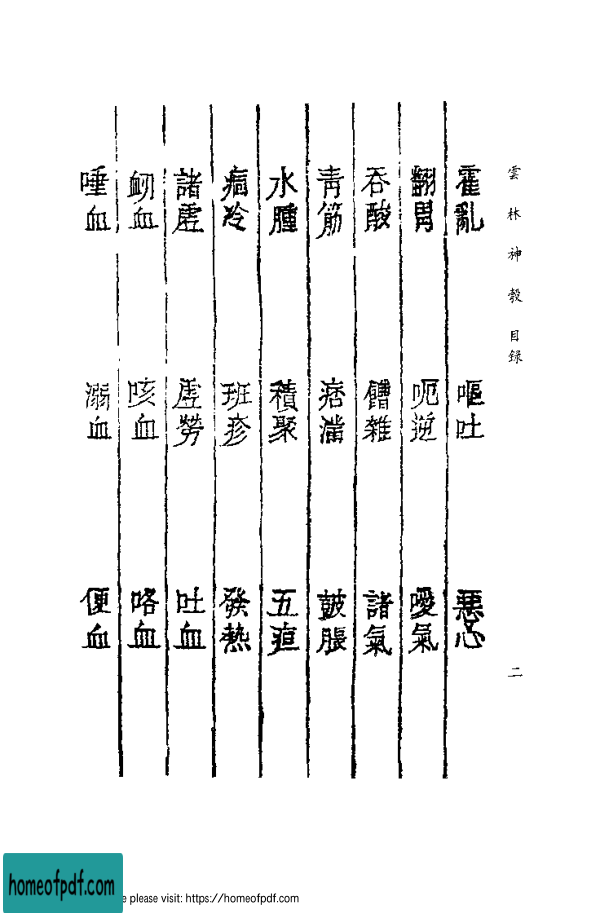 雲林神彀 目錄 二
霍亂 嘔吐 惡心
翻胃 呃逆 噯氣
吞酸 嘈雜 諸氣
青筋 痞滿 鼓脹
水腫 積聚 五疸
痼冷 斑疹 發熱
諸虛 虛勞 吐血
衂血 咳血 咯血
唾血 溺血 便血
homeofpdf.com
e please visit: https://homeofpdf.com